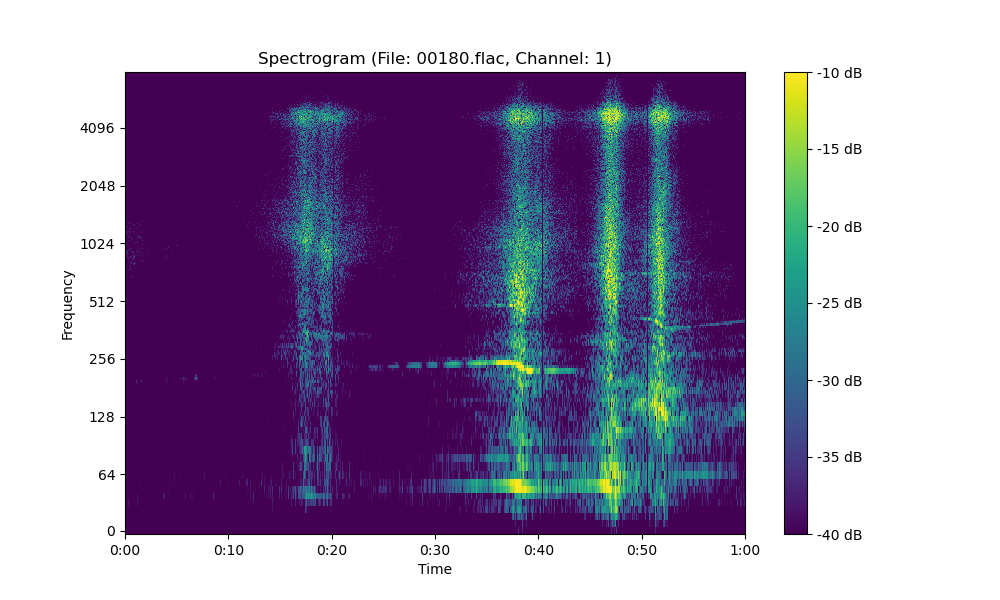 Spectrogram (File: 00180.flac, Channel: 1)
Frequency
4096
2048
1024
512
256
128
64
0
0:00 0:10 0:20 0:30 0:40 0:50 1:00
Time
-10 dB
-15 dB
-20 dB
-25 dB
-30 dB
-35 dB
-40 dB